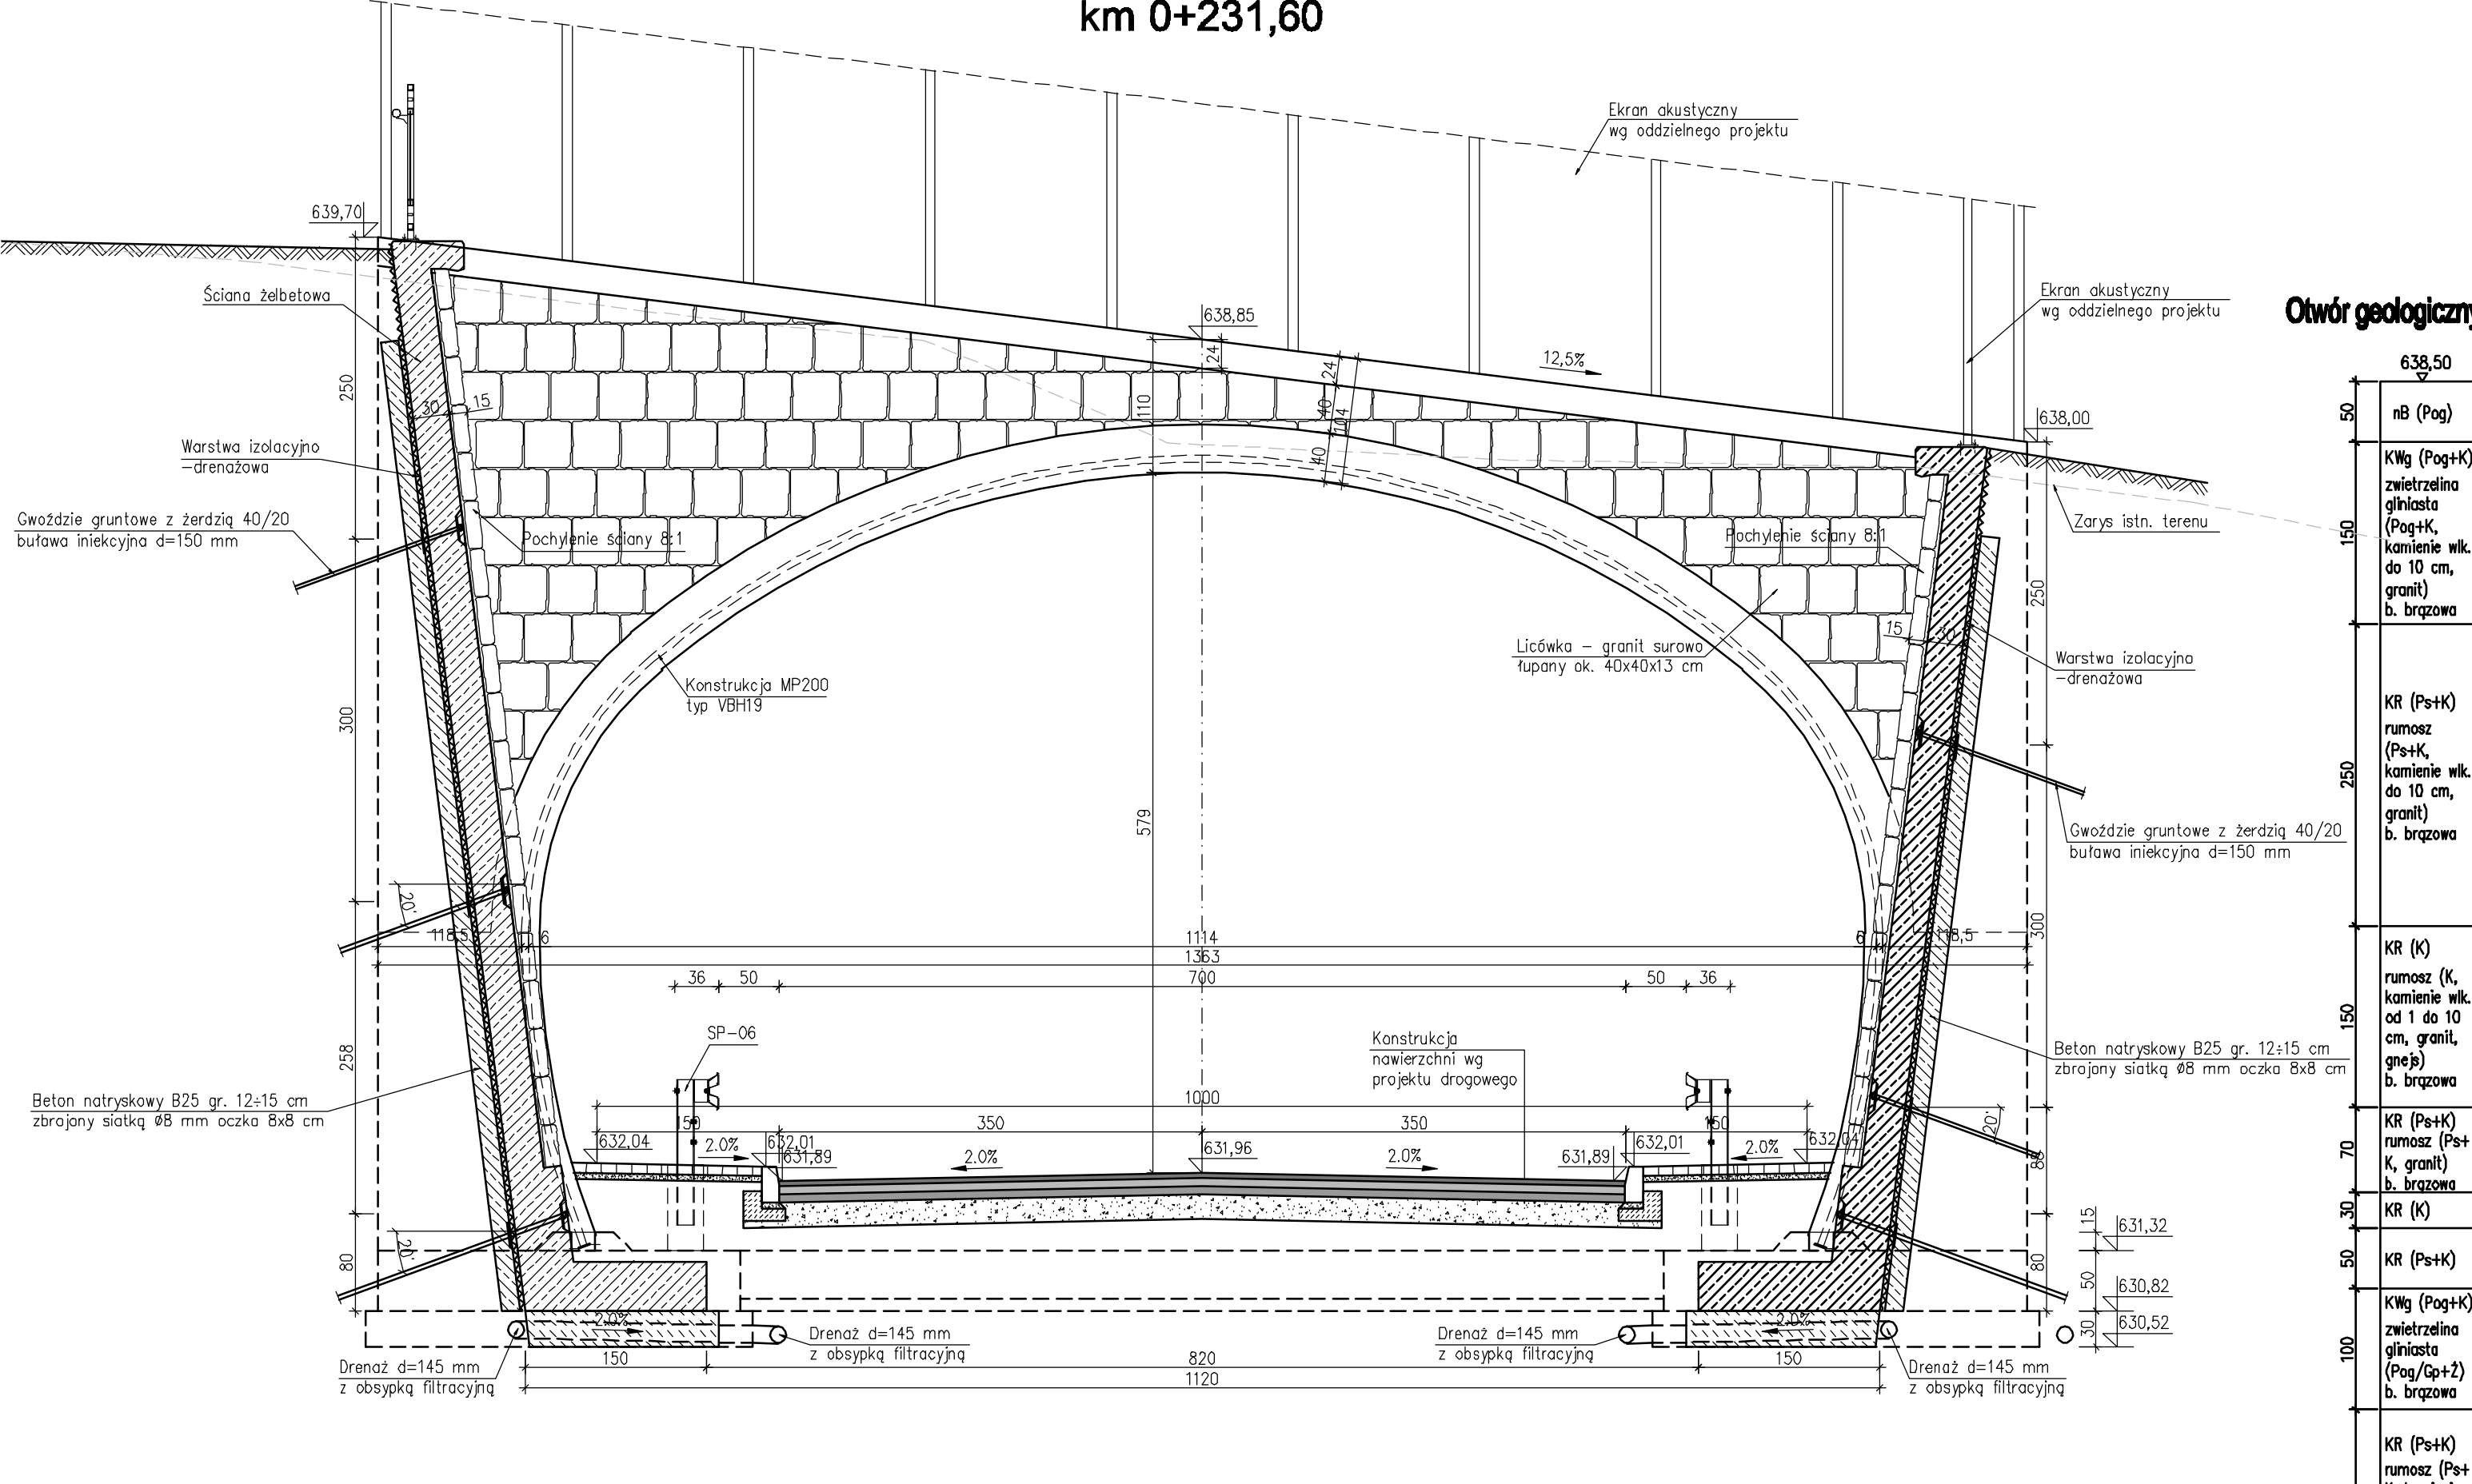 km 0+231,60
Ekran akustyczny
wg oddzielnego projektu
639,70
Ściana żelbetowa
Ekran akustyczny
wg oddzielnego projektu
Otwór geologiczny
638,85
24
24
12,5%
638,50
250
30
15
110
40
104
40
638,00
50
nB (Pog)
Warstwa izolacyjno
-drenażowa
KWg (Pog+K)
zwietrzelina
gliniasta
(Pog+K,
kamienie wlk.
do 10 cm,
granit)
b. brązowa
150
Gwoździe gruntowe z żerdzią 40/20
buława iniekcyjna d=150 mm
Pochylenie ściany 8:1
Pochylenie ściany 8:1
Zarys istn. terenu
250
15
30
Licówka - granit surowo
łupany ok. 40x40x13 cm
Warstwa izolacyjno
-drenażowa
Konstrukcja MP200
typ VBH19
300
KR (Ps+K)
rumosz
(Ps+K,
kamienie wlk.
do 10 cm,
granit)
b. brązowa
250
579
Gwoździe gruntowe z żerdzią 40/20
buława iniekcyjna d=150 mm
20°
118,5
6
1114
6
118,5
300
1363
36
50
700
50
36
KR (K)
rumosz (K,
kamienie wlk.
od 1 do 10
cm, granit,
gnejs)
b. brązowa
150
258
SP-06
Konstrukcja
nawierzchni wg
projektu drogowego
Beton natryskowy B25 gr. 12÷15 cm
zbrojony siatką Ø8 mm oczka 8x8 cm
Beton natryskowy B25 gr. 12÷15 cm
zbrojony siatką Ø8 mm oczka 8x8 cm
1000
150
350
350
150
20°
632,04
2.0%
632,01
631,89
2.0%
631,96
2.0%
631,89
632,01
2.0%
632,04
88
KR (Ps+K)
rumosz (Ps+
K, granit)
b. brązowa
70
30
KR (K)
20°
80
80
15
631,32
50
KR (Ps+K)
50
630,82
30
630,52
2.0%
2.0%
KWg (Pog+K)
zwietrzelina
gliniasta
(Pog/Gp+Ż)
b. brązowa
100
Drenaż d=145 mm
z obsypką filtracyjną
Drenaż d=145 mm
z obsypką filtracyjną
Drenaż d=145 mm
z obsypką filtracyjną
Drenaż d=145 mm
z obsypką filtracyjną
150
820
150
1120
KR (Ps+K)
rumosz (Ps+